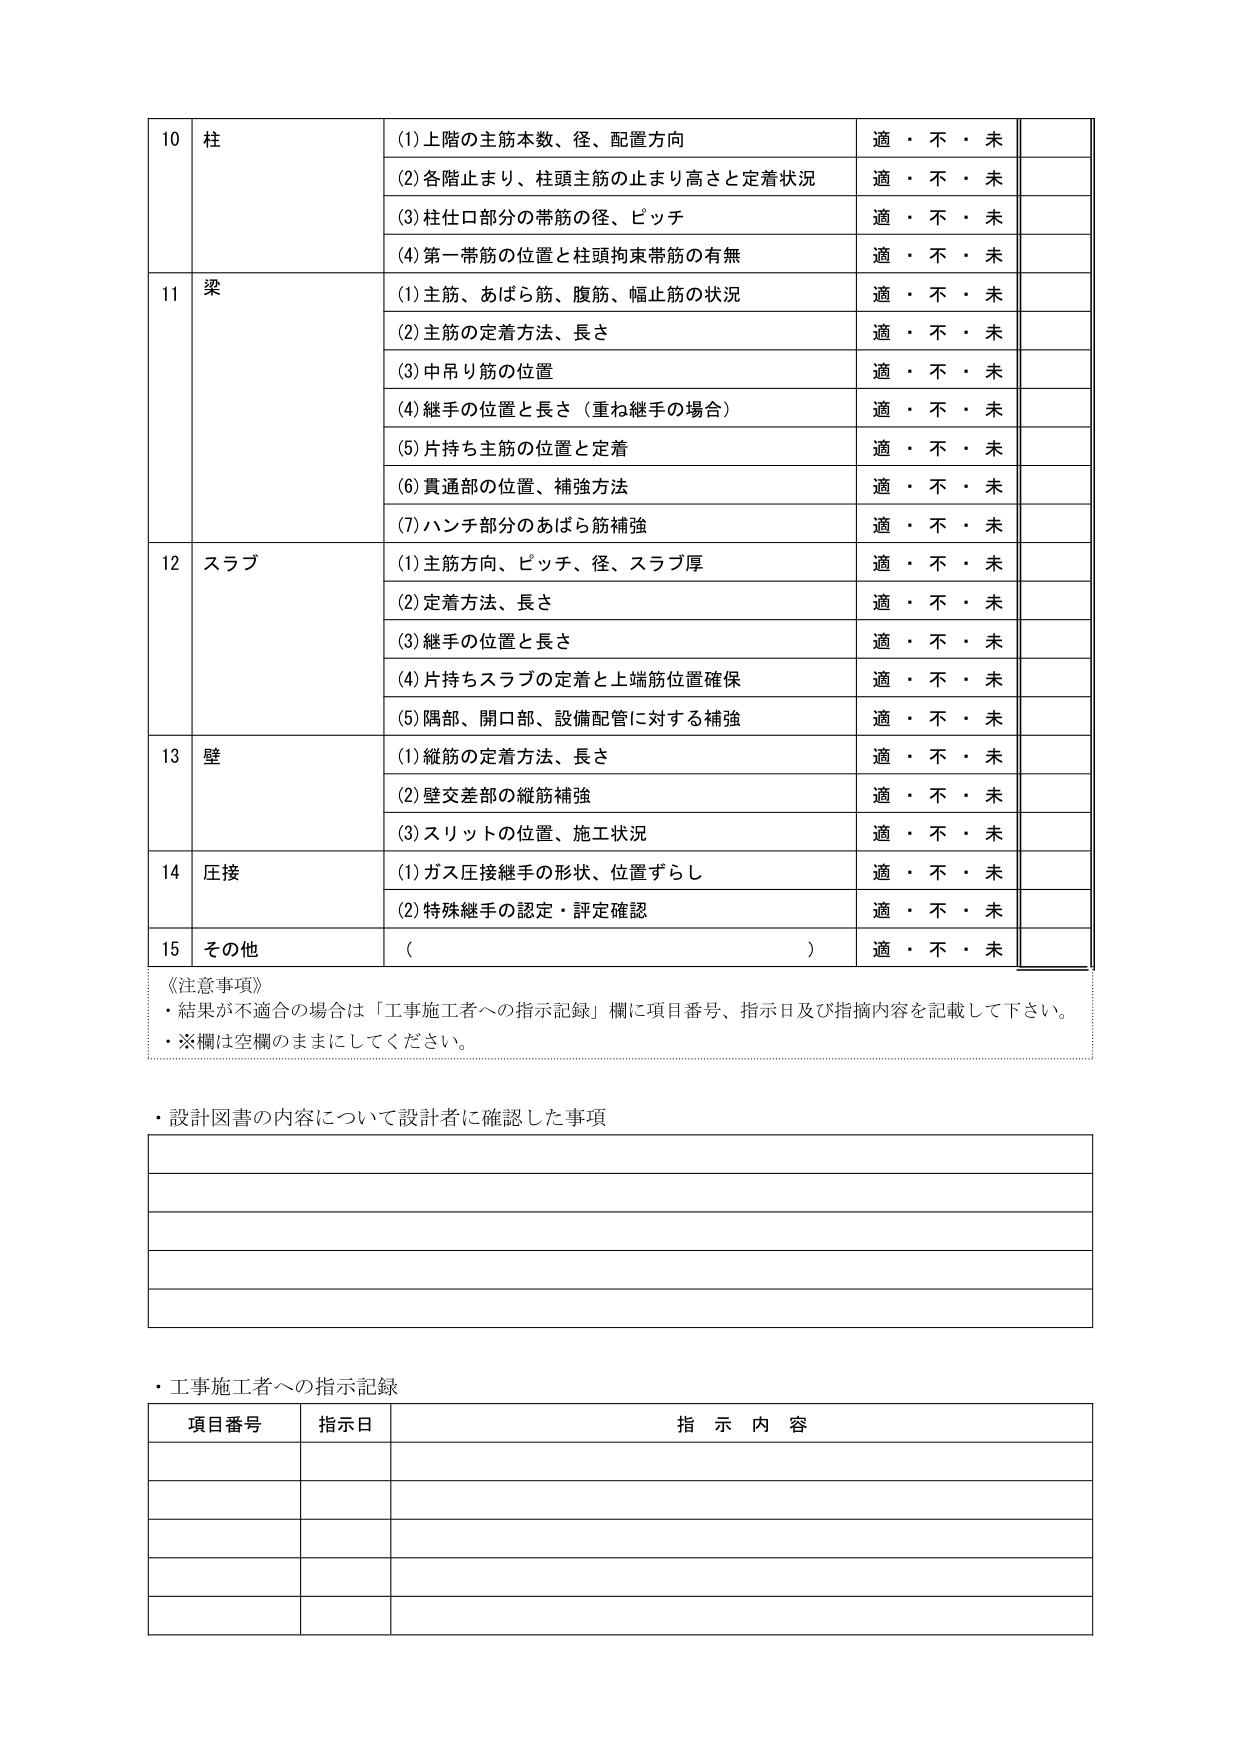 10 柱 (1)上階の主筋本数、径、配置方向 適 ・ 不 ・ 未
(2)各階止まり、柱頭主筋の止まり高さと定着状況 適 ・ 不 ・ 未
(3)柱仕口部分の帯筋の径、ピッチ 適 ・ 不 ・ 未
(4)第一帯筋の位置と柱頭拘束帯筋の有無 適 ・ 不 ・ 未
11 梁 (1)主筋、あばら筋、腹筋、幅止筋の状況 適 ・ 不 ・ 未
(2)主筋の定着方法、長さ 適 ・ 不 ・ 未
(3)中吊り筋の位置 適 ・ 不 ・ 未
(4)継手の位置と長さ（重ね継手の場合） 適 ・ 不 ・ 未
(5)片持ち主筋の位置と定着 適 ・ 不 ・ 未
(6)貫通部の位置、補強方法 適 ・ 不 ・ 未
(7)ハンチ部分のあばら筋補強 適 ・ 不 ・ 未
12 スラブ (1)主筋方向、ピッチ、径、スラブ厚 適 ・ 不 ・ 未
(2)定着方法、長さ 適 ・ 不 ・ 未
(3)継手の位置と長さ 適 ・ 不 ・ 未
(4)片持ちスラブの定着と上端筋位置確保 適 ・ 不 ・ 未
(5)隅部、開口部、設備配管に対する補強 適 ・ 不 ・ 未
13 壁 (1)縦筋の定着方法、長さ 適 ・ 不 ・ 未
(2)壁交差部の縦筋補強 適 ・ 不 ・ 未
(3)スリットの位置、施工状況 適 ・ 不 ・ 未
14 圧接 (1)ガス圧接継手の形状、位置ずらし 適 ・ 不 ・ 未
(2)特殊継手の認定・評定確認 適 ・ 不 ・ 未
15 その他 （ ） 適 ・ 不 ・ 未
《注意事項》
・結果が不適合の場合は「工事施工者への指示記録」欄に項目番号、指示日及び指摘内容を記載して下さい。
・※欄は空欄のままにしてください。
・設計図書の内容について設計者に確認した事項
・工事施工者への指示記録
項目番号 指示日 指 示 内 容